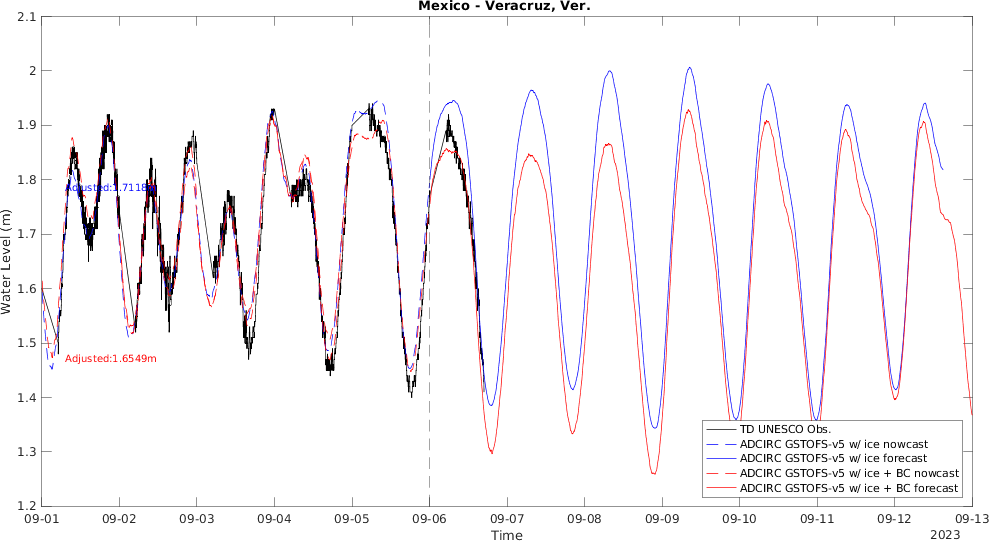 Mexico - Veracruz, Ver.
2.1
2
1.9
1.8
1.7
1.6
1.5
1.4
1.3
1.2
Water Level (m)
Adjusted:1.7118m
Adjusted:1.6549m
TD UNESCO Obs.
ADCIRC GSTOFS-v5 w/ ice nowcast
ADCIRC GSTOFS-v5 w/ ice forecast
ADCIRC GSTOFS-v5 w/ ice + BC nowcast
ADCIRC GSTOFS-v5 w/ ice + BC forecast
09-01 09-02 09-03 09-04 09-05 09-06 09-07 09-08 09-09 09-10 09-11 09-12 09-13
Time
2023